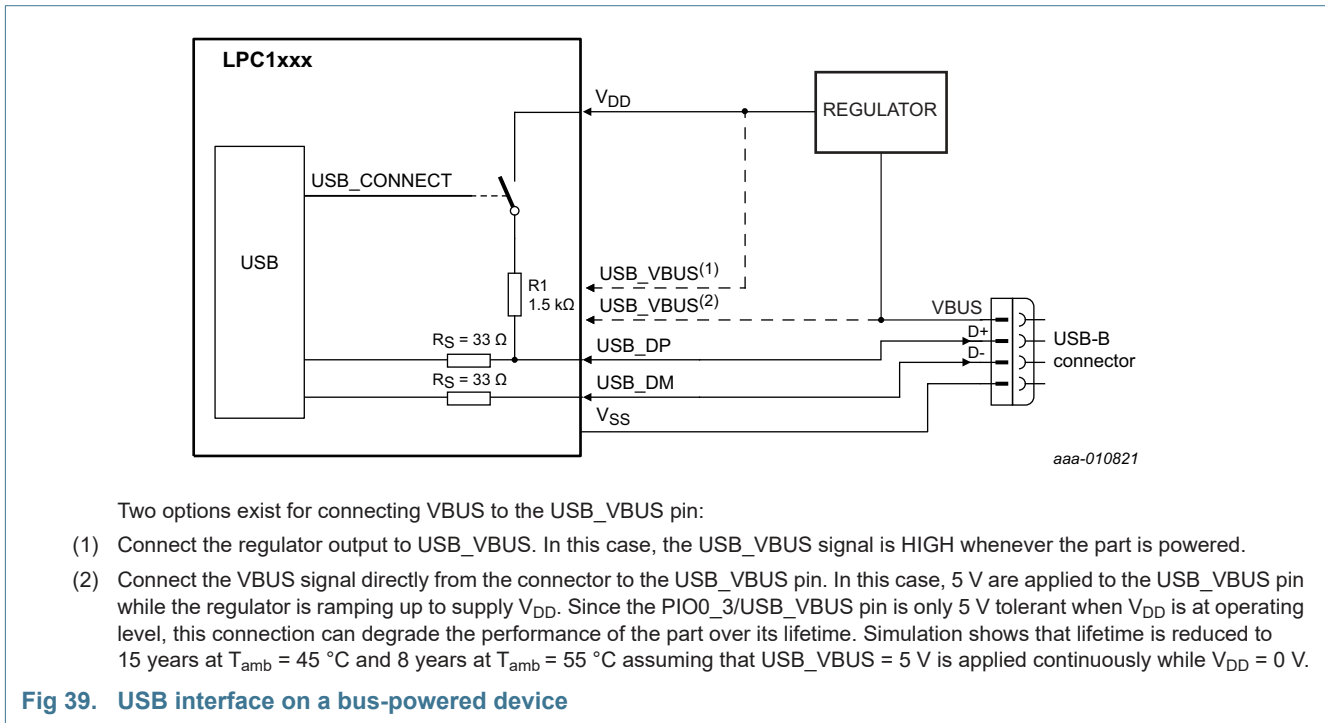 LPC1xxx
VDD
REGULATOR
USB_CONNECT
USB
R1
1.5 kΩ
USB_VBUS(1)
USB_VBUS(2)
VBUS
D+
USB-B
connector
D-
RS = 33 Ω
USB_DP
RS = 33 Ω
USB_DM
VSS
aaa-010821
Two options exist for connecting VBUS to the USB_VBUS pin:
(1) Connect the regulator output to USB_VBUS. In this case, the USB_VBUS signal is HIGH whenever the part is powered.
(2) Connect the VBUS signal directly from the connector to the USB_VBUS pin. In this case, 5 V are applied to the USB_VBUS pin
while the regulator is ramping up to supply VDD. Since the PIO0_3/USB_VBUS pin is only 5 V tolerant when VDD is at operating
level, this connection can degrade the performance of the part over its lifetime. Simulation shows that lifetime is reduced to
15 years at Tamb = 45 °C and 8 years at Tamb = 55 °C assuming that USB_VBUS = 5 V is applied continuously while VDD = 0 V.
Fig 39. USB interface on a bus-powered device